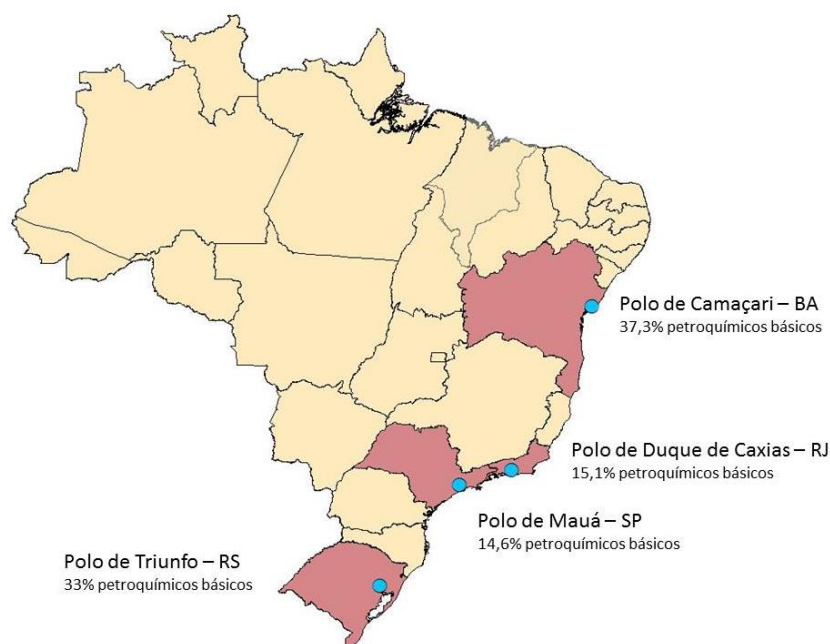 Polo de Camaçari – BA
37,3% petroquímicos básicos
Polo de Duque de Caxias – RJ
15,1% petroquímicos básicos
Polo de Mauá – SP
14,6% petroquímicos básicos
Polo de Triunfo – RS
33% petroquímicos básicos